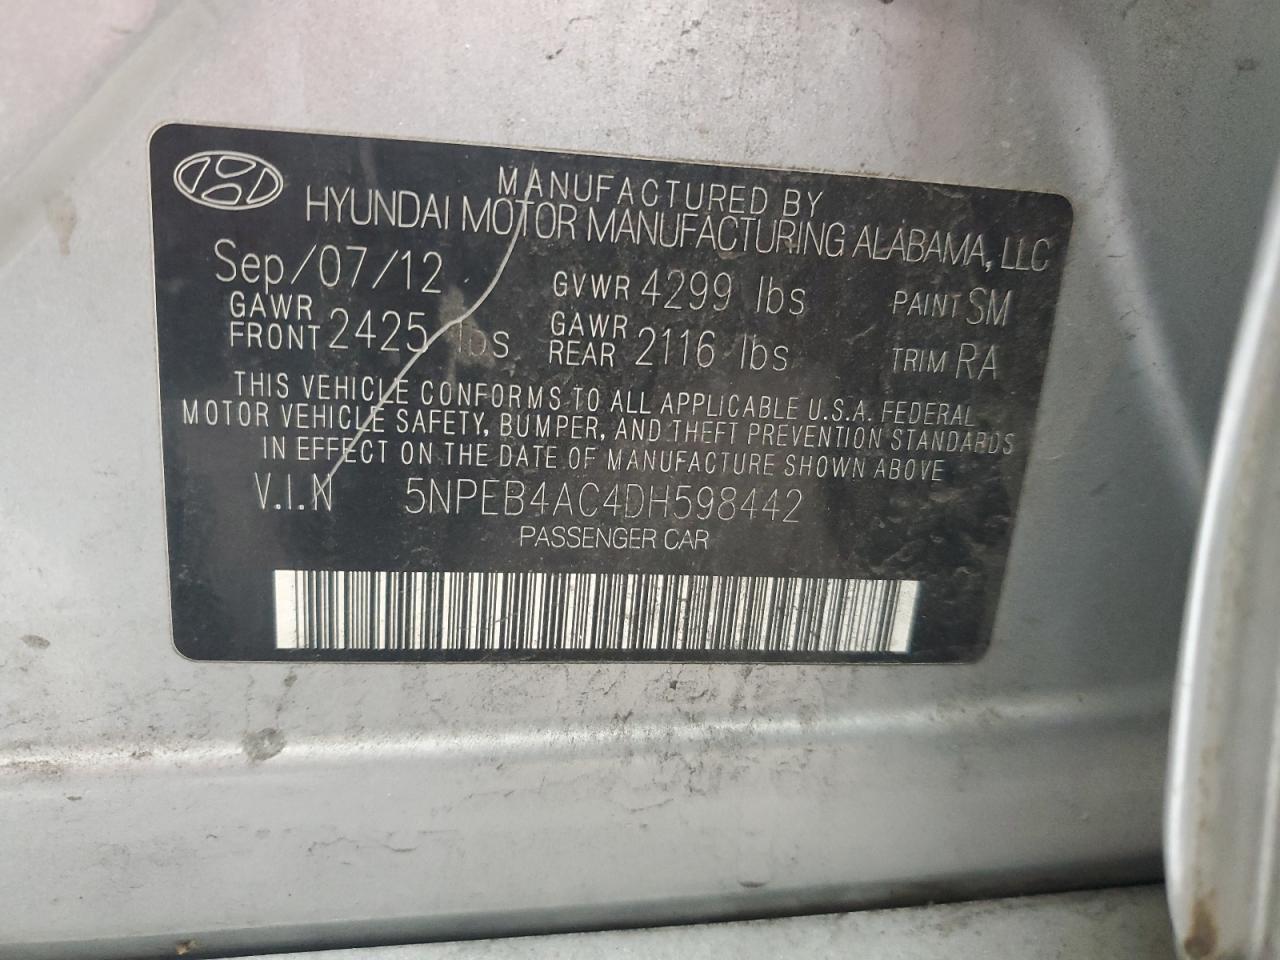 MANUFACTURED BY
HYUNDAI MOTOR MANUFACTURING ALABAMA, LLC
Sep/07/12 GVWR 4299 lbs PAINT SM
GAWR FRONT 2425 lbs GAWR REAR 2116 lbs TRIM RA
THIS VEHICLE CONFORMS TO ALL APPLICABLE U.S.A. FEDERAL
MOTOR VEHICLE SAFETY, BUMPER, AND THEFT PREVENTION STANDARDS
IN EFFECT ON THE DATE OF MANUFACTURE SHOWN ABOVE
V.I.N 5NPEB4AC4DH598442
PASSENGER CAR